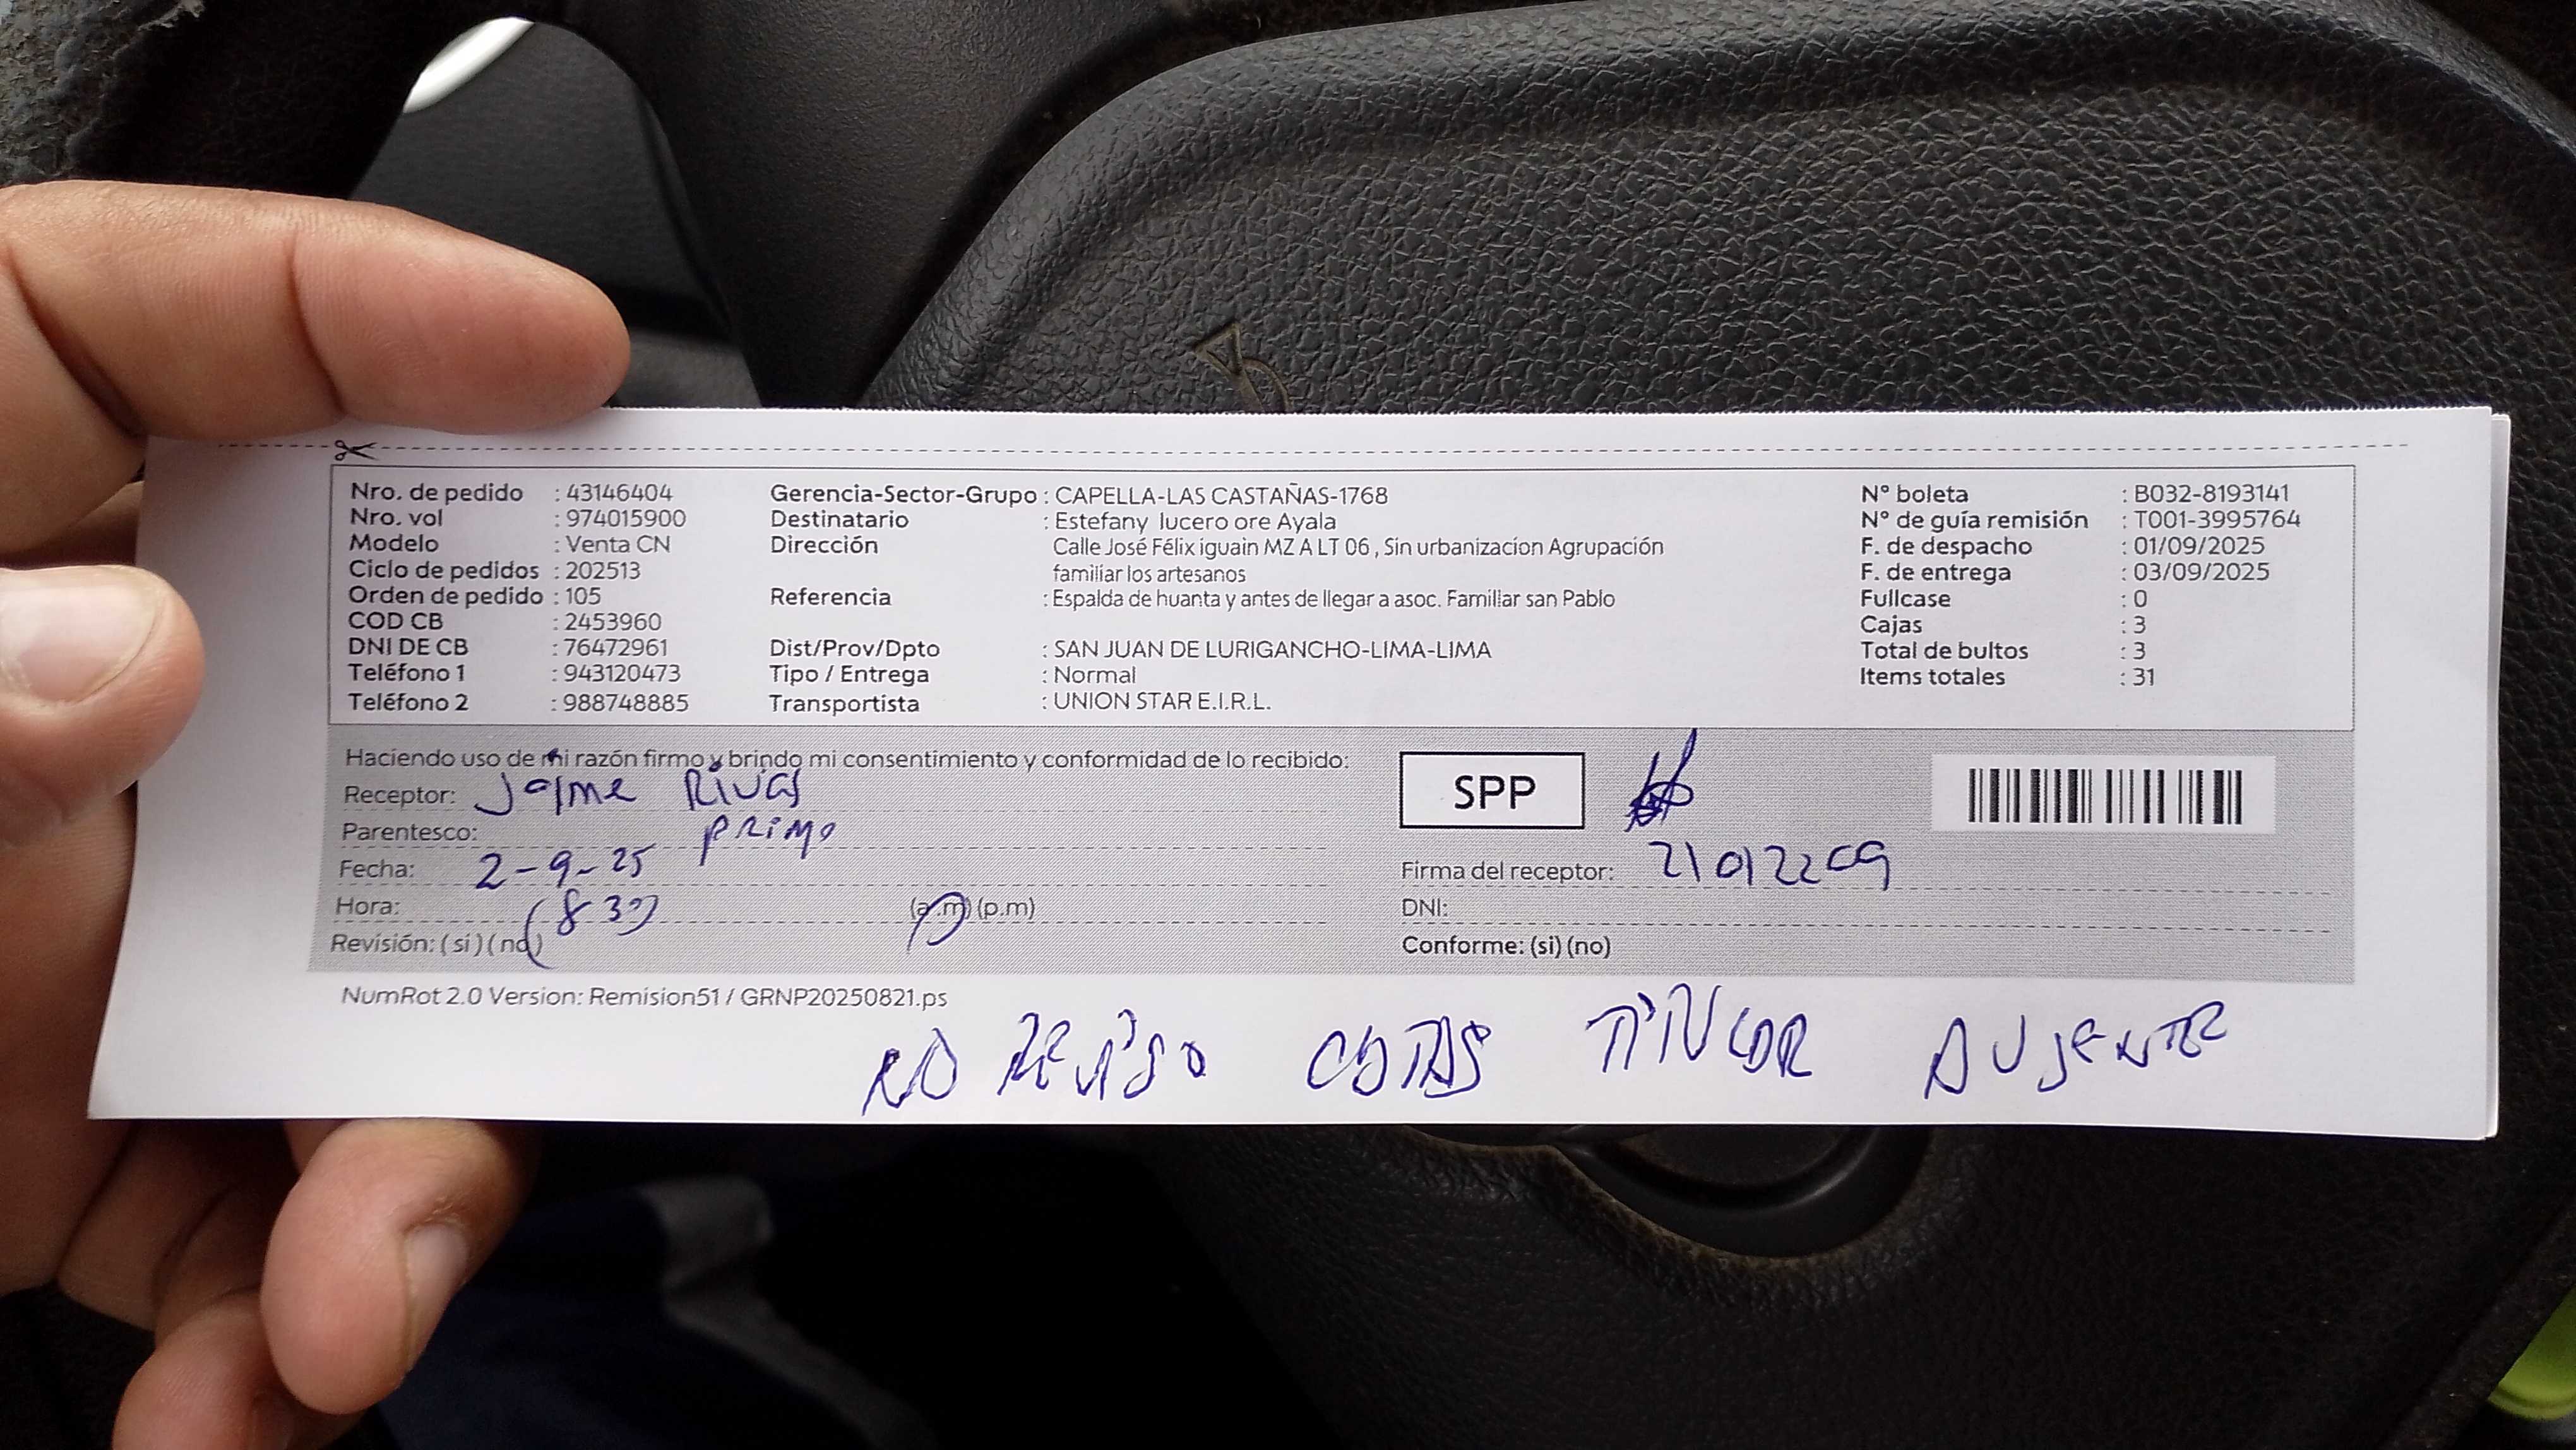 Nro. de pedido : 43146404
Nro. vol : 974015900
Modelo : Venta CN
Ciclo de pedidos : 202513
Orden de pedido : 105
COD CB : 2453960
DNI DE CB : 76472961
Teléfono 1 : 943120473
Teléfono 2 : 988748885
Gerencia-Sector-Grupo : CAPELLA-LAS CASTAÑAS-1768
Destinatario : Estefany lucero ore Ayala
Dirección Calle José Félix iguain MZ A LT 06 , Sin urbanizacion Agrupación
familiar los artesanos
Referencia : Espalda de huanta y antes de llegar a asoc. Familiar san Pablo
Dist/Prov/Dpto : SAN JUAN DE LURIGANCHO-LIMA-LIMA
Tipo / Entrega : Normal
Transportista : UNION STAR E.I.R.L.
N° boleta : B032-8193141
N° de guía remisión : T001-3995764
F. de despacho : 01/09/2025
F. de entrega : 03/09/2025
Fullcase : 0
Cajas : 3
Total de bultos : 3
Items totales : 31
Haciendo uso de mi razón firmo y brindo mi consentimiento y conformidad de lo recibido:
Receptor: Jaime Rivas
Parentesco: PRIMO
Fecha: 2-9-25
Hora: (a.m) (p.m)
Revisión: ( si ) ( no )
SPP
Firma del receptor: 21012209
DNI:
Conforme: (si) (no)
NumRot 2.0 Version: Remision51 / GRNP20250821.ps
NO REVISO AUSENTE